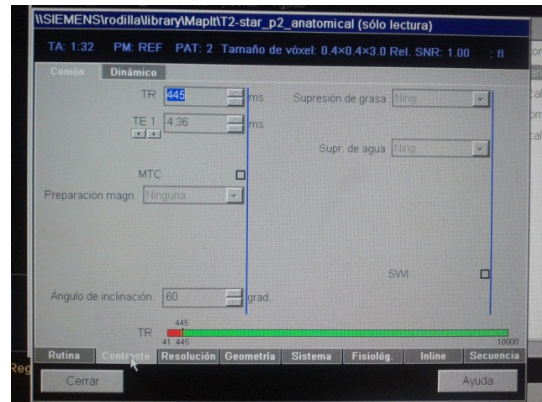 \\SIEMENS\rodilla\library\MapIt\T2-star_p2_anatomical (sólo lectura)
TA: 1:32 PM: REF PAT: 2 Tamaño de vóxel: 0.4×0.4×3.0 Rel. SNR: 1.00 : fl
Común Dinámico
TR 445 ms Supresión de grasa Ning.
TE 1 4.36 ms
Supr. de agua Ning.
MTC
Preparación magn. Ninguna
SWI
Ángulo de inclinación. 60 grad.
445
TR
41 445 10000
Rutina Contraste Resolución Geometría Sistema Fisiológ. Inline Secuencia
Cerrar Ayuda